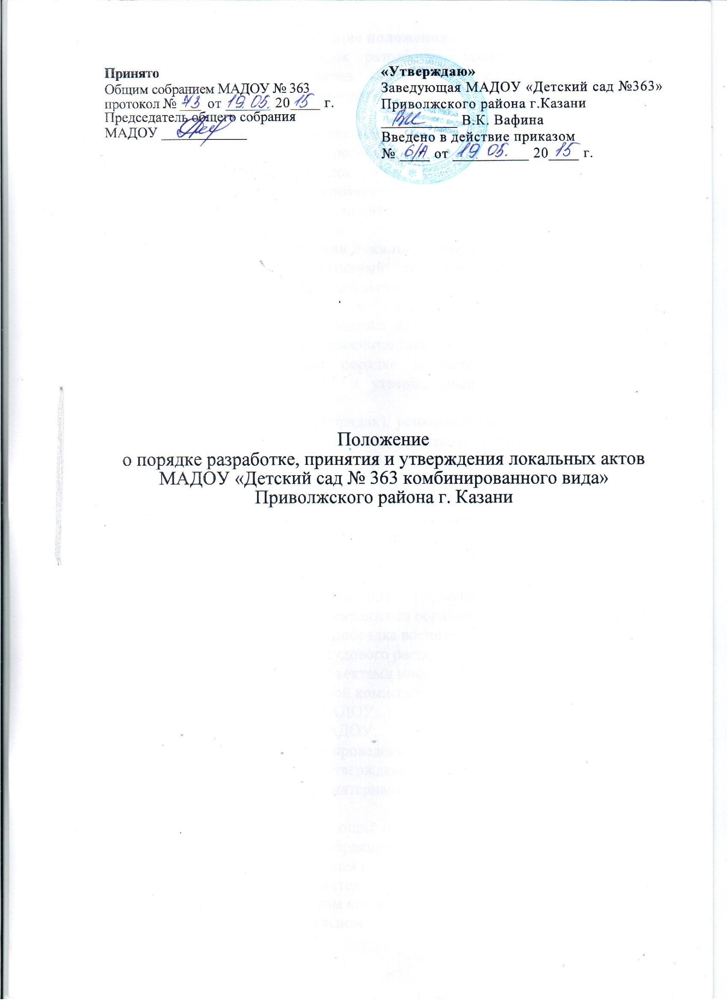 Принято
Общим собранием МАДОУ № 363
протокол № 73 от 19. 05. 2015 г.
Председатель общего собрания
МАДОУ
«Утверждаю»
Заведующая МАДОУ «Детский сад №363»
Приволжского района г.Казани
В.К. Вафина
Введено в действие приказом
№ 6/А от 19 05. 2015 г.
Положение
о порядке разработке, принятия и утверждения локальных актов
МАДОУ «Детский сад № 363 комбинированного вида»
Приволжского района г. Казани